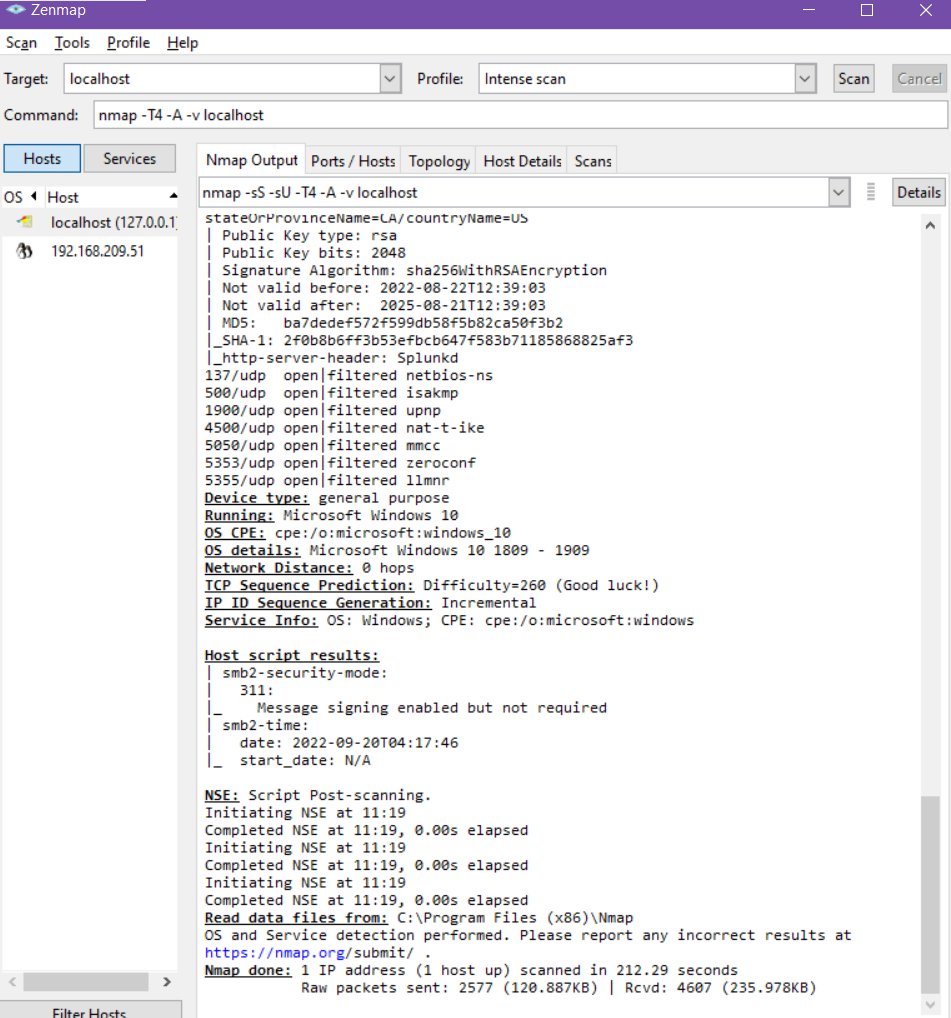 Zenmap
Scan Tools Profile Help
Target: localhost Profile: Intense scan Scan Cancel
Command: nmap -T4 -A -v localhost
Hosts Services
Nmap Output Ports / Hosts Topology Host Details Scans
OS Host
localhost (127.0.0.1)
192.168.209.51
nmap -sS -sU -T4 -A -v localhost Details
stateOrProvinceName=CA/countryName=US
| Public Key type: rsa
| Public Key bits: 2048
| Signature Algorithm: sha256WithRSAEncryption
| Not valid before: 2022-08-22T12:39:03
| Not valid after:  2025-08-21T12:39:03
| MD5:   ba7dedef572f599db58f5b82ca50f3b2
|_SHA-1: 2f0b8b6ff3b53efbcb647f583b71185868825af3
|_http-server-header: Splunkd
137/udp  open|filtered netbios-ns
500/udp  open|filtered isakmp
1900/udp open|filtered upnp
4500/udp open|filtered nat-t-ike
5050/udp open|filtered mmcc
5353/udp open|filtered zeroconf
5355/udp open|filtered llmnr
Device type: general purpose
Running: Microsoft Windows 10
OS CPE: cpe:/o:microsoft:windows_10
OS details: Microsoft Windows 10 1809 - 1909
Network Distance: 0 hops
TCP Sequence Prediction: Difficulty=260 (Good luck!)
IP ID Sequence Generation: Incremental
Service Info: OS: Windows; CPE: cpe:/o:microsoft:windows
Host script results:
| smb2-security-mode:
|   311:
|_    Message signing enabled but not required
| smb2-time:
|   date: 2022-09-20T04:17:46
|_  start_date: N/A
NSE: Script Post-scanning.
Initiating NSE at 11:19
Completed NSE at 11:19, 0.00s elapsed
Initiating NSE at 11:19
Completed NSE at 11:19, 0.00s elapsed
Initiating NSE at 11:19
Completed NSE at 11:19, 0.00s elapsed
Read data files from: C:\Program Files (x86)\Nmap
OS and Service detection performed. Please report any incorrect results at
https://nmap.org/submit/ .
Nmap done: 1 IP address (1 host up) scanned in 212.29 seconds
Raw packets sent: 2577 (120.887KB) | Rcvd: 4607 (235.978KB)
Filter Hosts